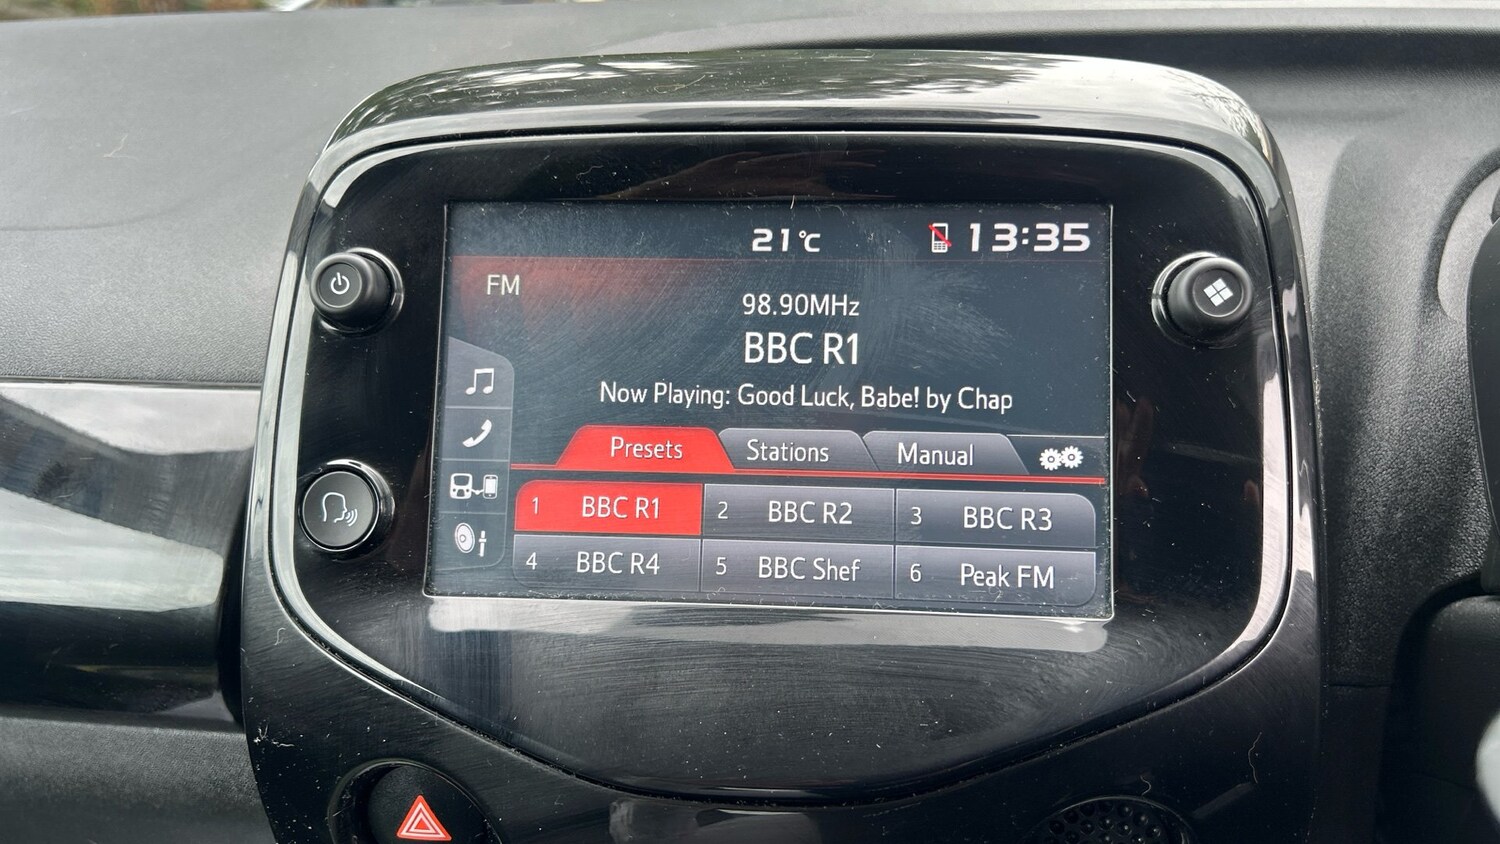 21°C 13:35
FM
98.90MHz
BBC R1
Now Playing: Good Luck, Babe! by Chap
Presets Stations Manual
1 BBC R1 2 BBC R2 3 BBC R3
4 BBC R4 5 BBC Shef 6 Peak FM